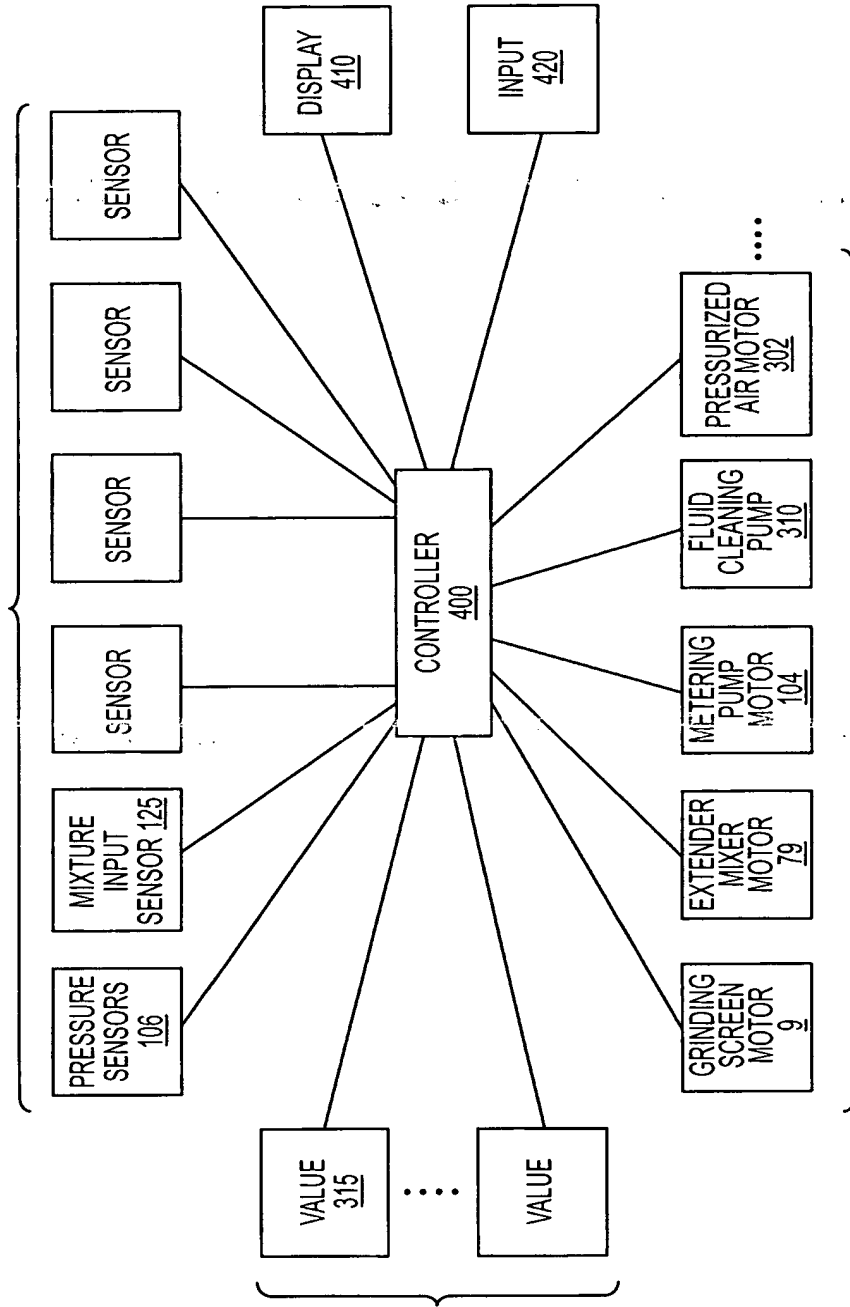 PRESSURE
SENSORS
106
MIXTURE
INPUT
SENSOR 125
SENSOR
SENSOR
SENSOR
SENSOR
VALUE
315
VALUE
CONTROLLER
400
DISPLAY
410
INPUT
420
GRINDING
SCREEN
MOTOR
9
EXTENDER
MIXER
MOTOR
79
METERING
PUMP
MOTOR
104
FLUID
CLEANING
PUMP
310
PRESSURIZED
AIR MOTOR
302